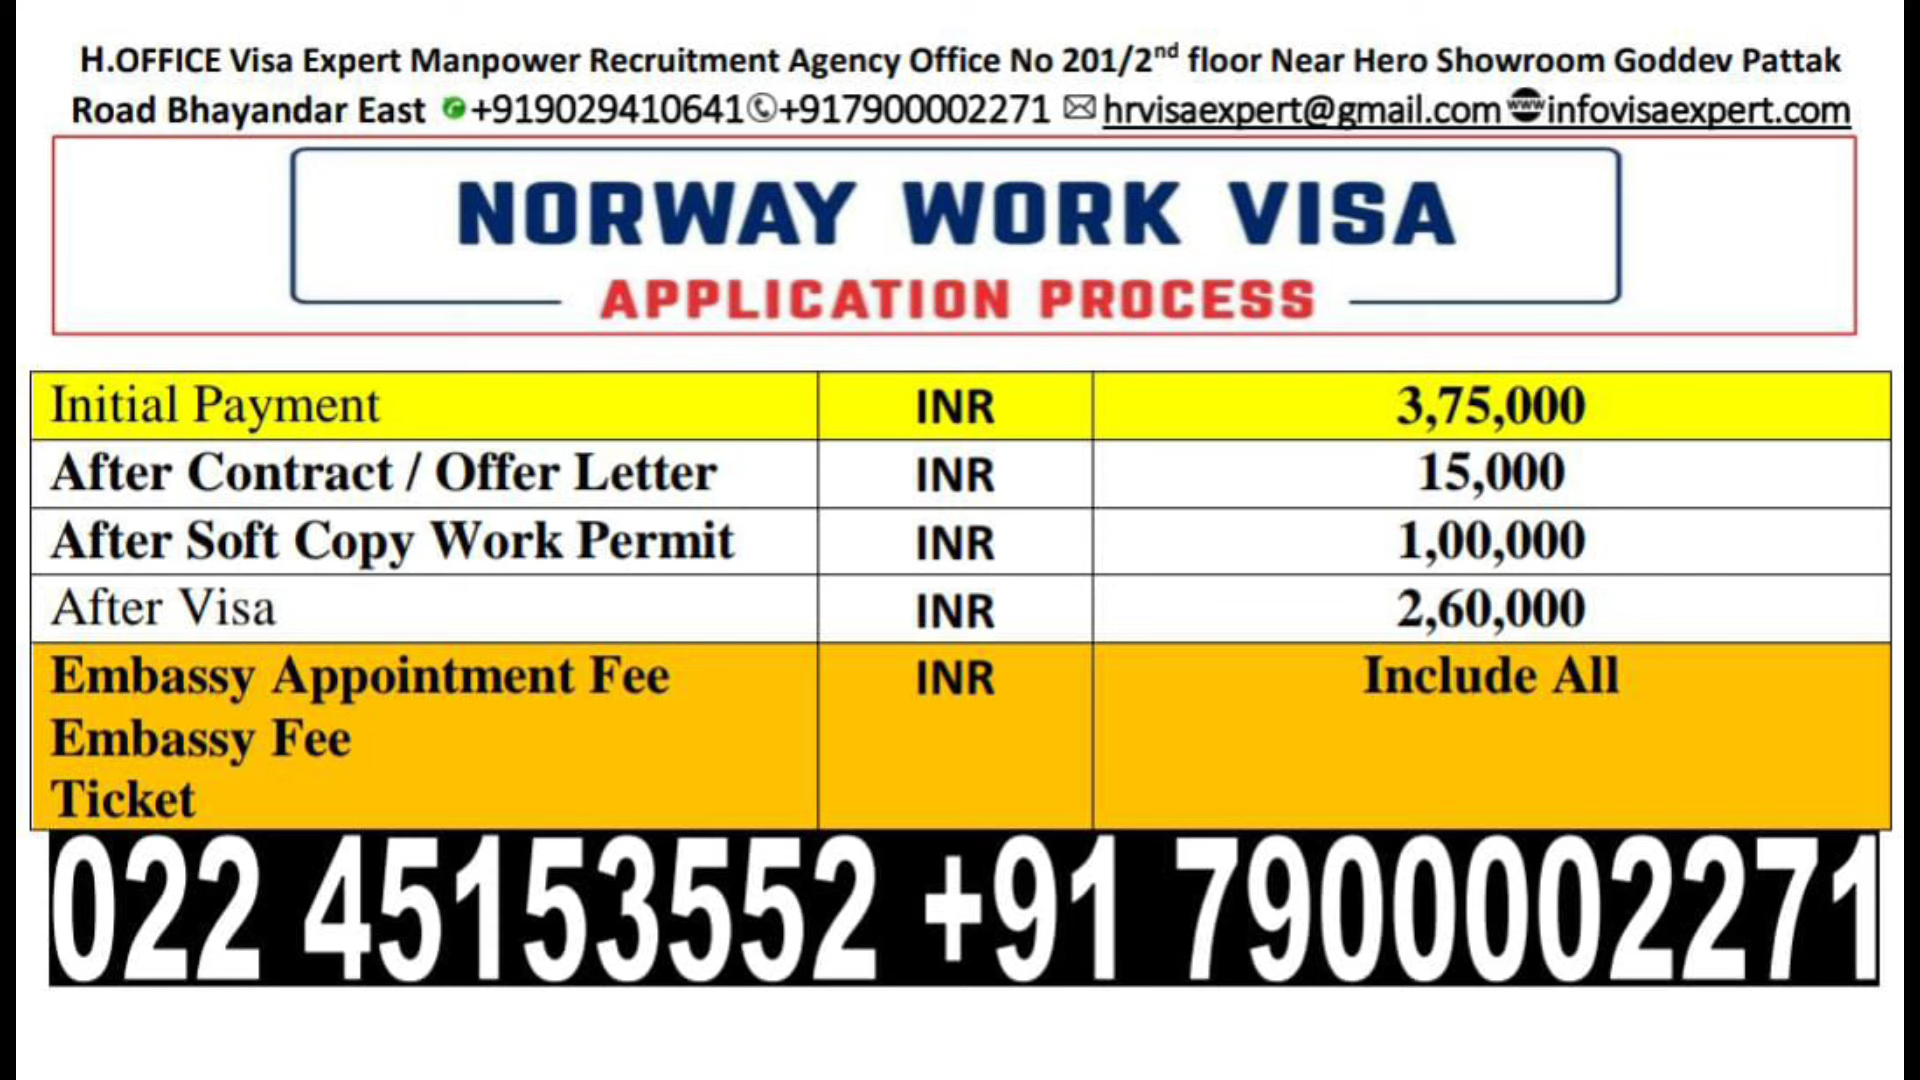 H.OFFICE Visa Expert Manpower Recruitment Agency Office No 201/2nd floor Near Hero Showroom Goddev Pattak
Road Bhayandar East +919029410641 +917900002271 hrvisaexpert@gmail.com www infovisaexpert.com
NORWAY WORK VISA
APPLICATION PROCESS
Initial Payment INR 3,75,000
After Contract / Offer Letter INR 15,000
After Soft Copy Work Permit INR 1,00,000
After Visa INR 2,60,000
Embassy Appointment Fee INR Include All
Embassy Fee
Ticket
022 45153552 +91 7900002271